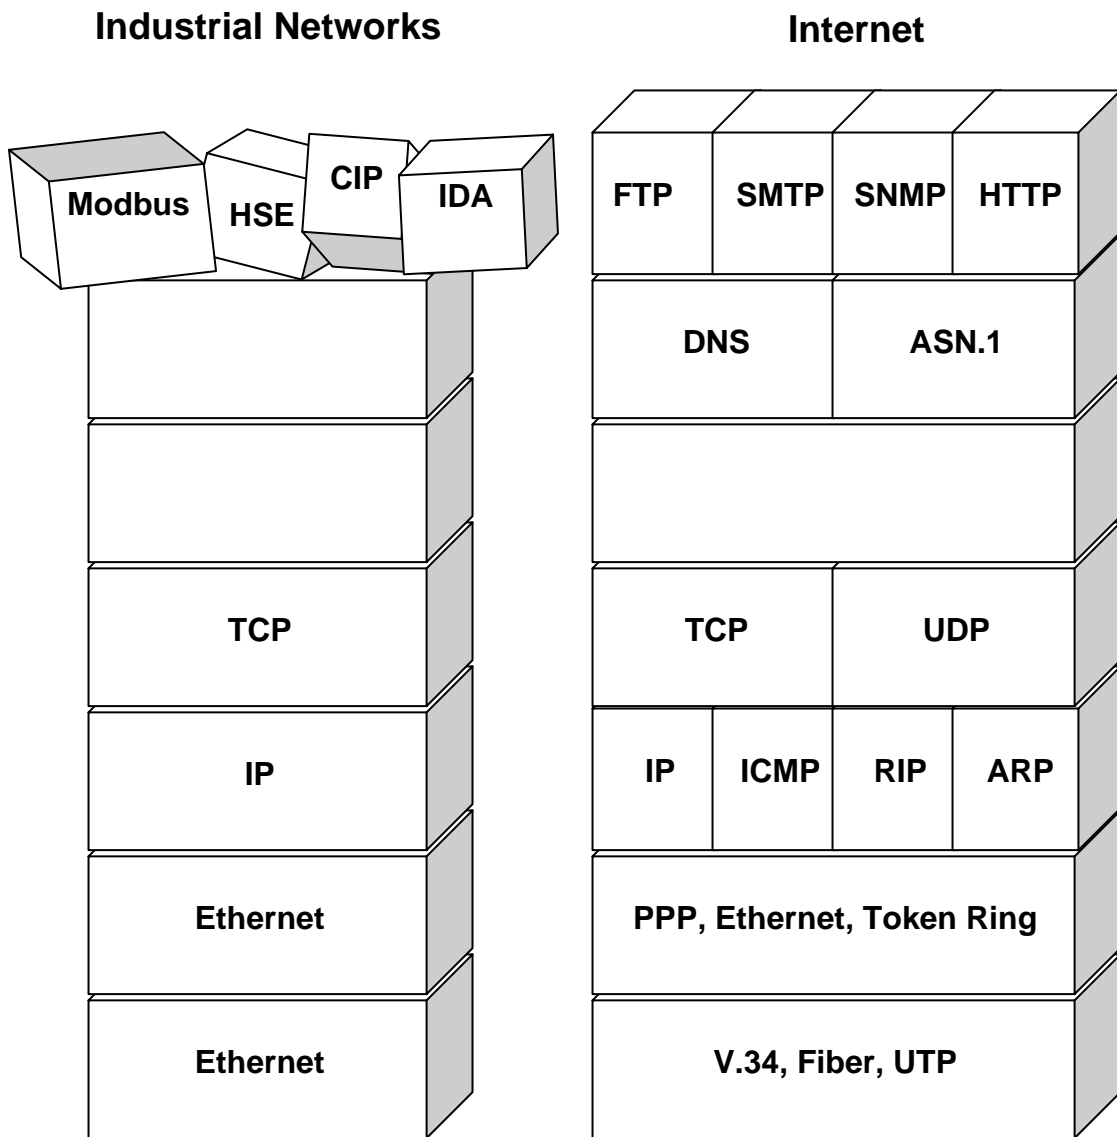 Industrial Networks
Modbus
HSE
CIP
IDA
TCP
IP
Ethernet
Ethernet
Internet
FTP SMTP SNMP HTTP
DNS ASN.1
TCP UDP
IP ICMP RIP ARP
PPP, Ethernet, Token Ring
V.34, Fiber, UTP